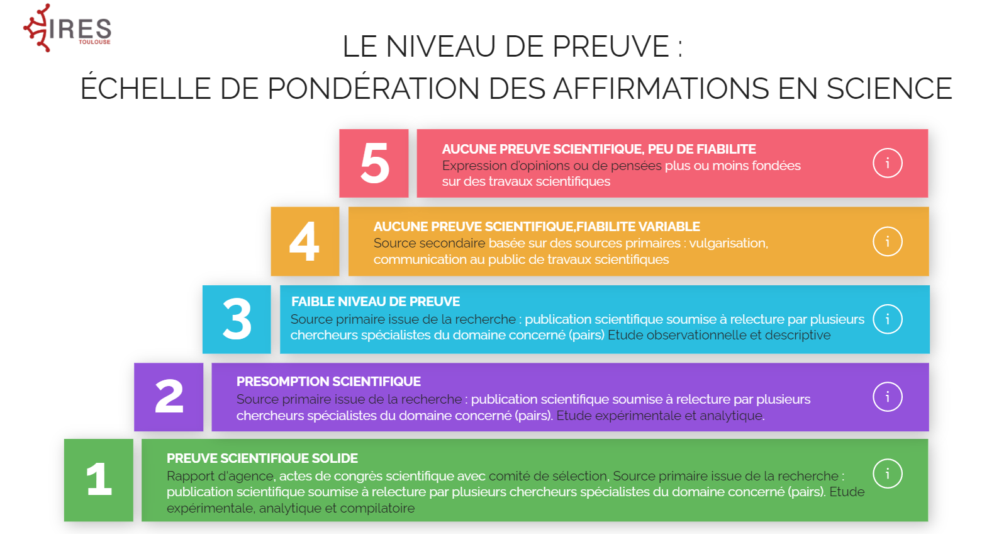 IRES
TOULOUSE
LE NIVEAU DE PREUVE :
ÉCHELLE DE PONDÉRATION DES AFFIRMATIONS EN SCIENCE
5
AUCUNE PREUVE SCIENTIFIQUE, PEU DE FIABILITE
Expression d'opinions ou de pensées plus ou moins fondées
sur des travaux scientifiques
i
4
AUCUNE PREUVE SCIENTIFIQUE,FIABILITE VARIABLE
Source secondaire basée sur des sources primaires : vulgarisation,
communication au public de travaux scientifiques
i
3
FAIBLE NIVEAU DE PREUVE
Source primaire issue de la recherche : publication scientifique soumise à relecture par plusieurs
chercheurs spécialistes du domaine concerné (pairs) Etude observationnelle et descriptive
i
2
PRESOMPTION SCIENTIFIQUE
Source primaire issue de la recherche : publication scientifique soumise à relecture par plusieurs
chercheurs spécialistes du domaine concerné (pairs). Etude expérimentale et analytique.
i
1
PREUVE SCIENTIFIQUE SOLIDE
Rapport d'agence, actes de congrès scientifique avec comité de sélection, Source primaire issue de la recherche :
publication scientifique soumise à relecture par plusieurs chercheurs spécialistes du domaine concerné (pairs). Etude
expérimentale, analytique et compilatoire
i